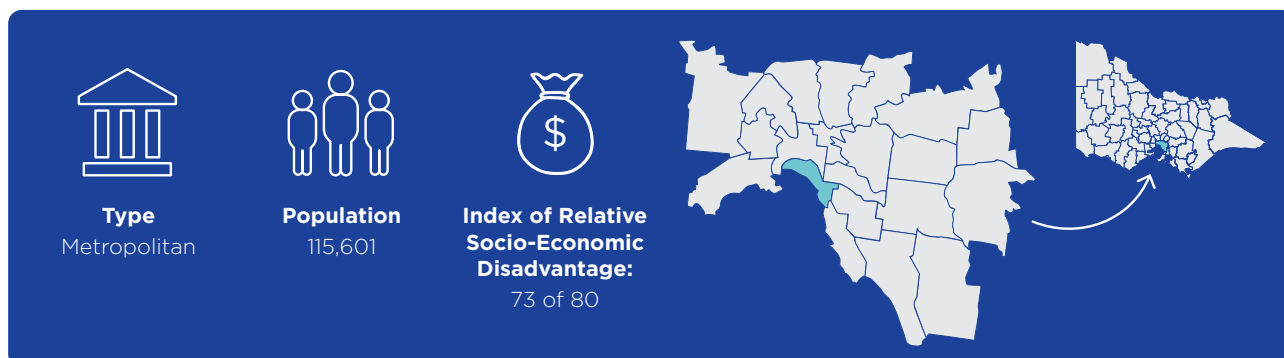 $
Type
Metropolitan
Population
115,601
Index of Relative
Socio-Economic
Disadvantage:
73 of 80